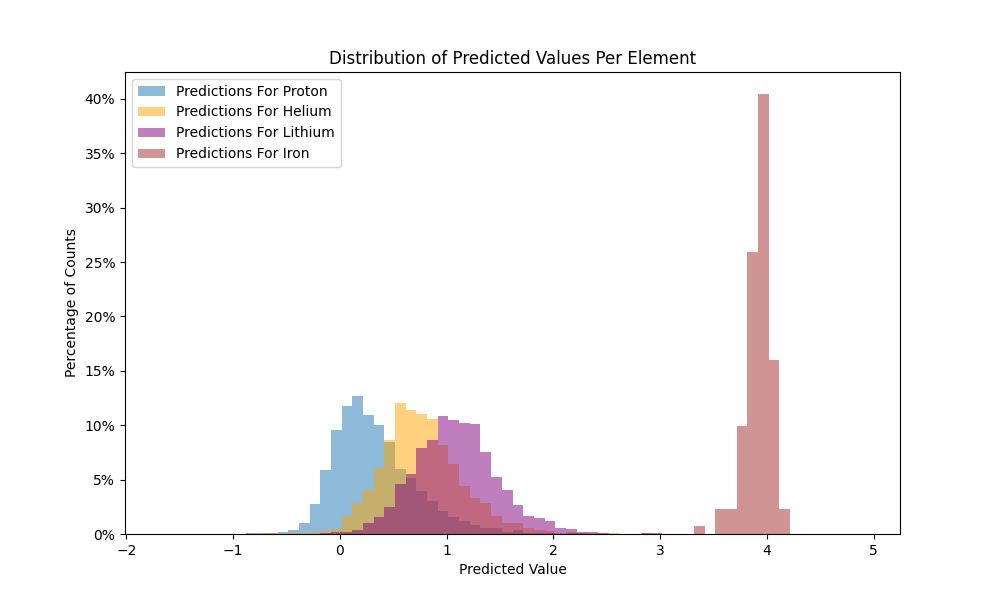 Distribution of Predicted Values Per Element
Predictions For Proton
Predictions For Helium
Predictions For Lithium
Predictions For Iron
Percentage of Counts
40%
35%
30%
25%
20%
15%
10%
5%
0%
−2 −1 0 1 2 3 4 5
Predicted Value